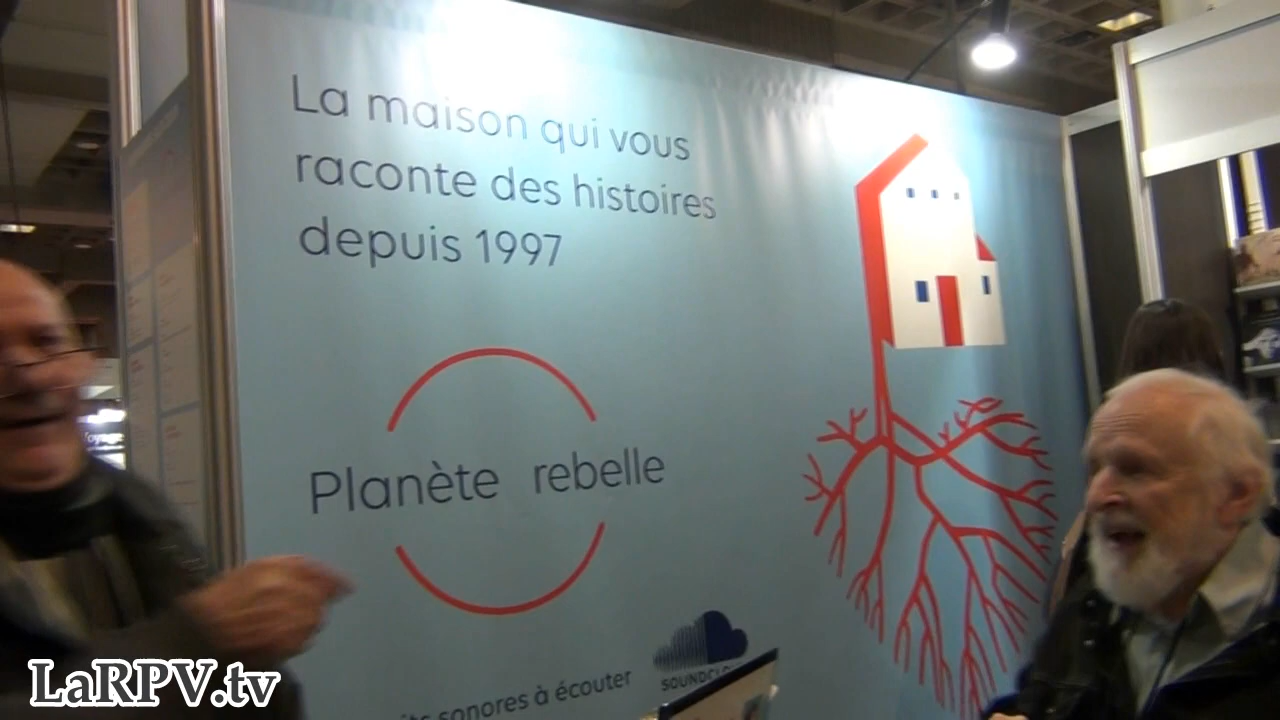 La maison qui vous
raconte des histoires
depuis 1997
Planète rebelle
sonores à écouter
LaRPV.tv